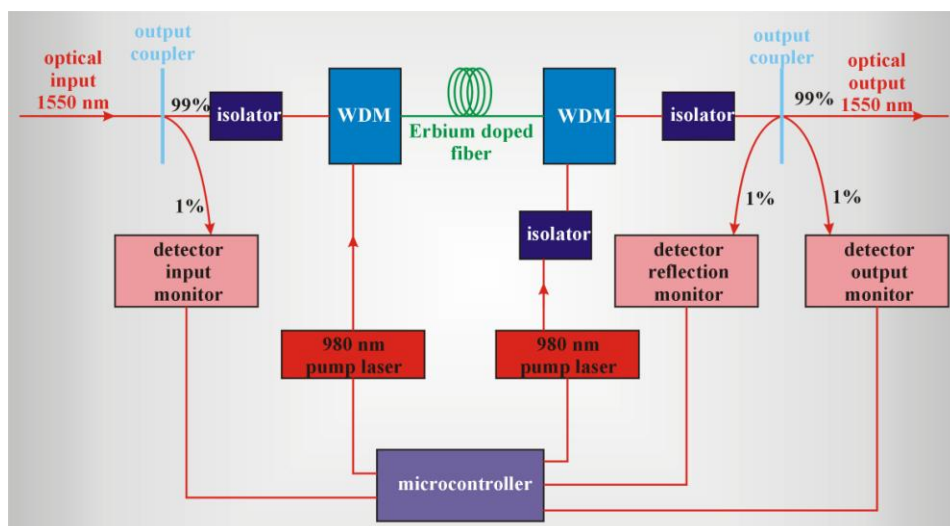 output
coupler
optical
input
1550 nm
99%
isolator
WDM
Erbium doped
fiber
WDM
isolator
output
coupler
99%
optical
output
1550 nm
1%
detector
input
monitor
isolator
1%
detector
reflection
monitor
1%
detector
output
monitor
980 nm
pump laser
980 nm
pump laser
microcontroller